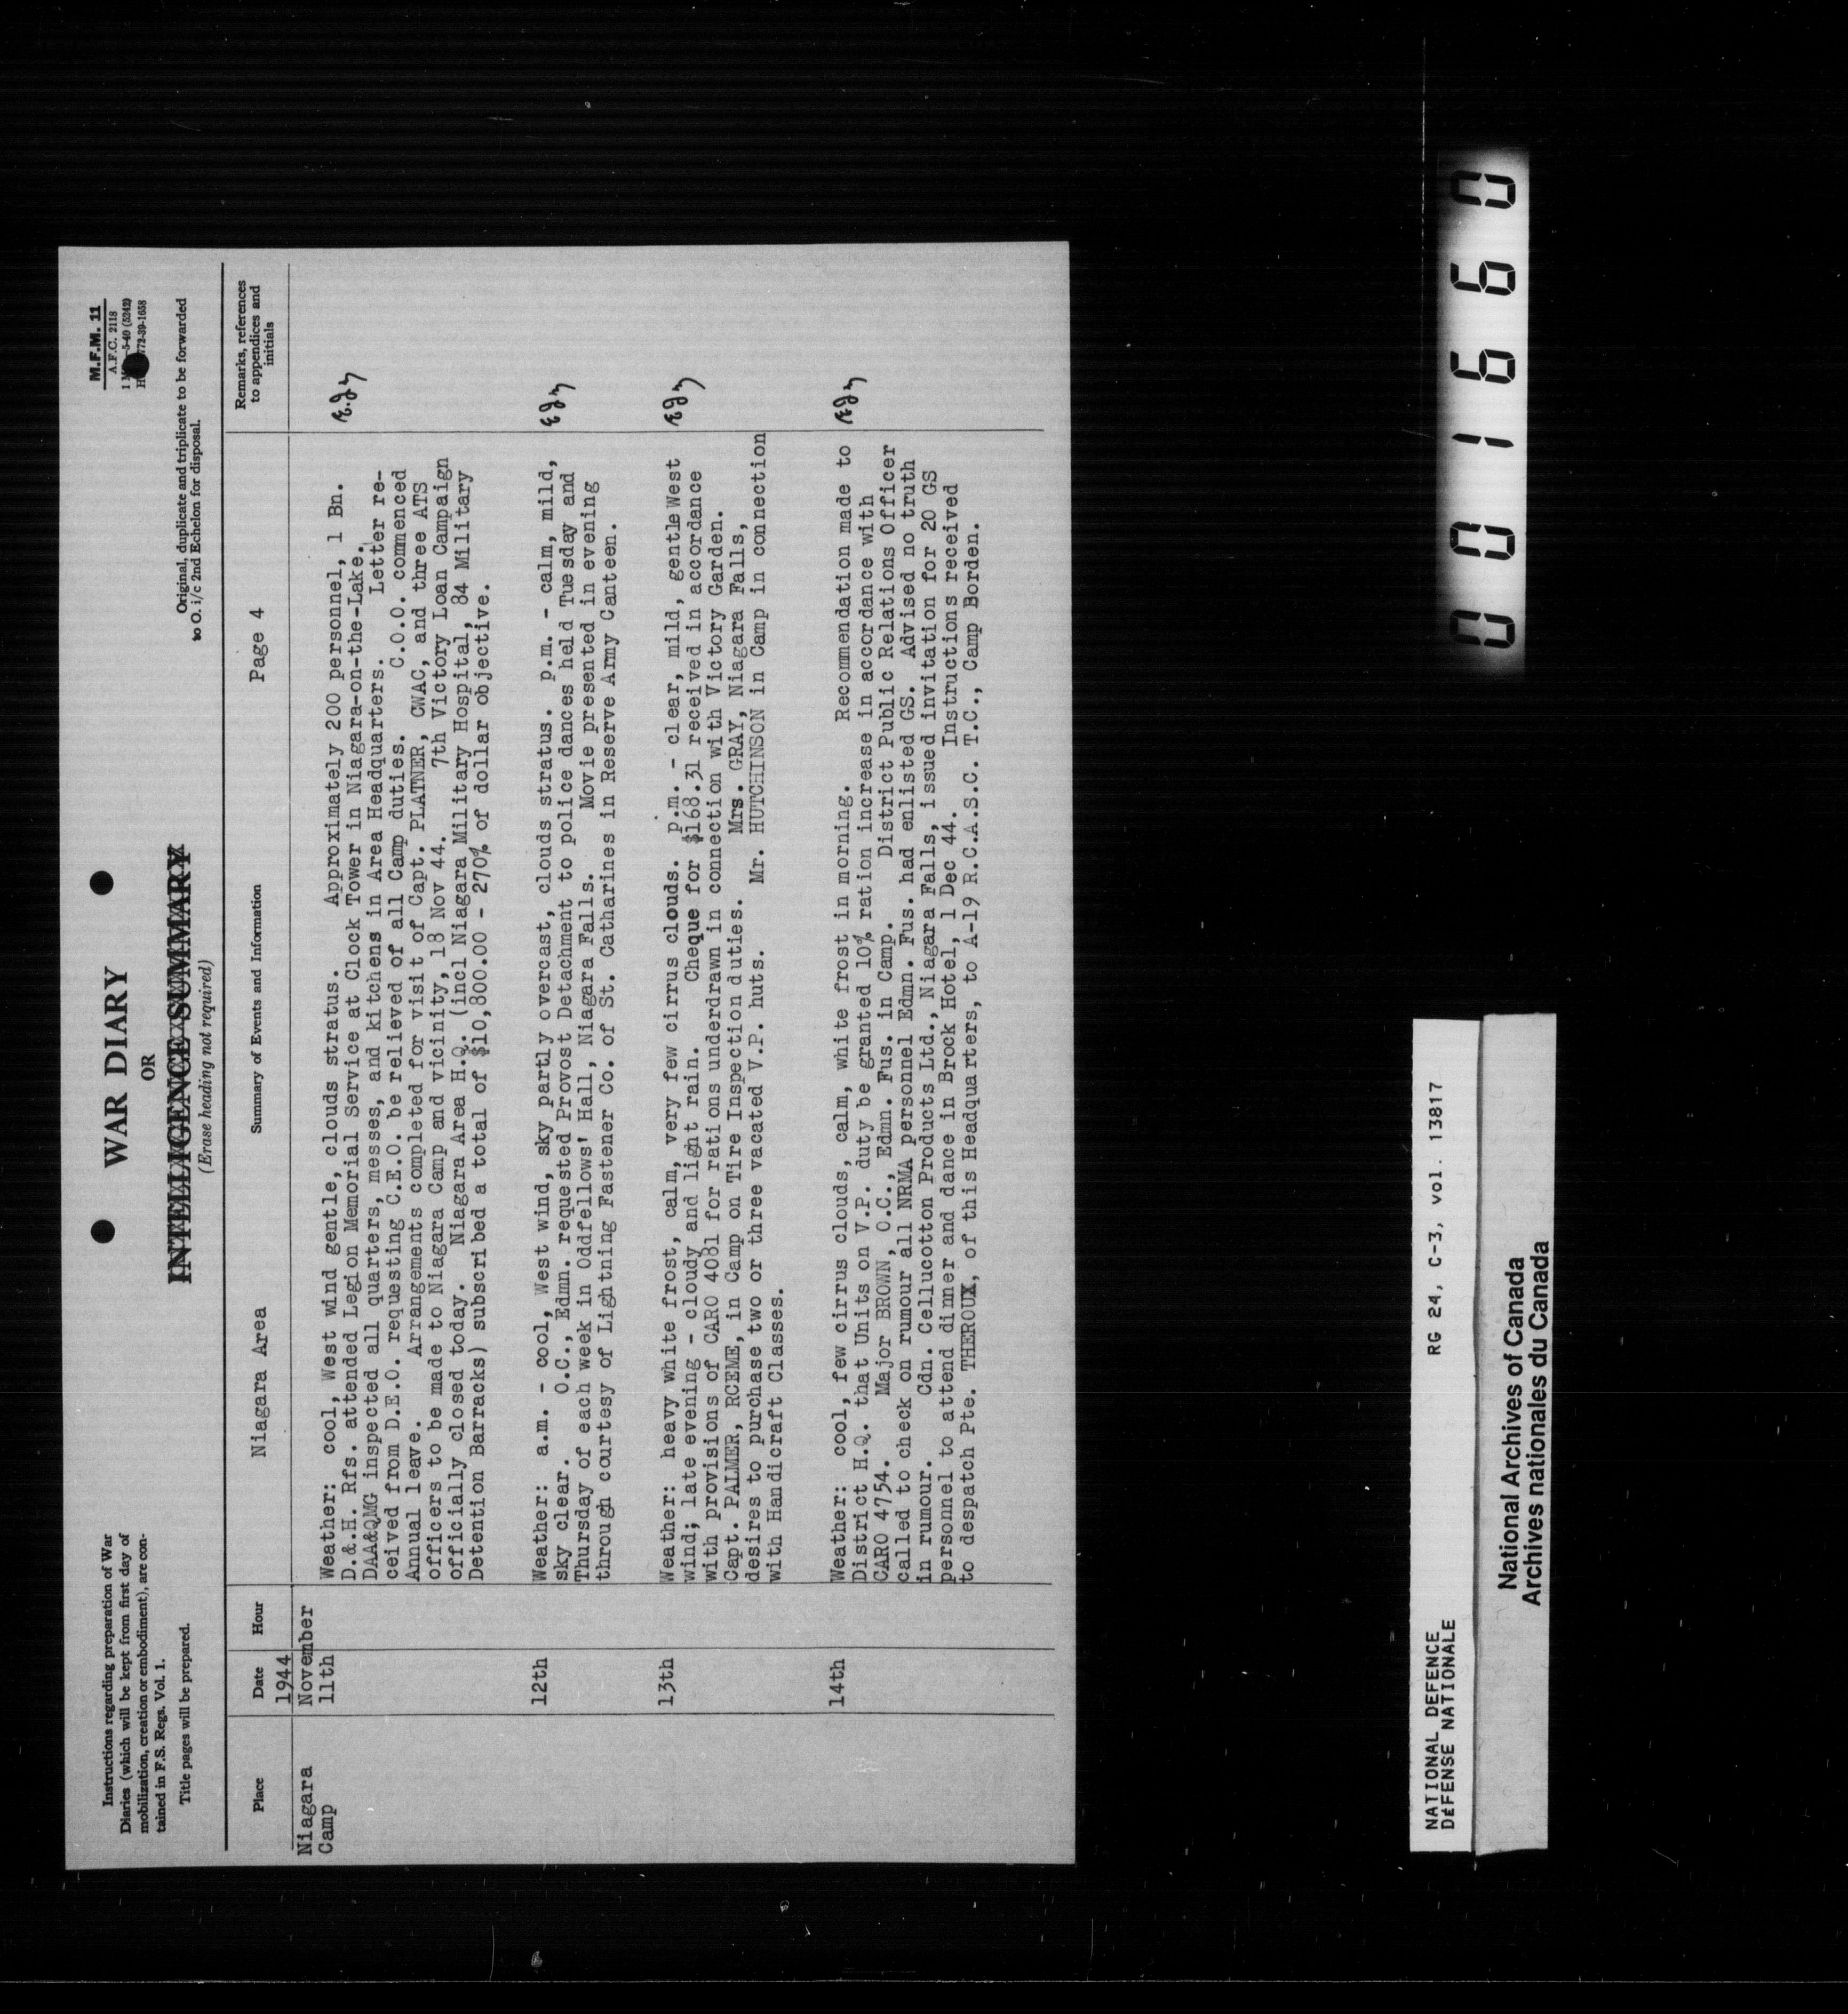 Instructions regarding preparation of War
Diaries (which will be kept from first day of
mobilization, creation or embodiment), are con-
tained in F.S. Regs. Vol. 1.
Title pages will be prepared.
WAR DIARY
OR
INTELLIGENCE SUMMARY
(Erase heading not required)
M.F.M. 11
A.F.C. 2118
Original, duplicate and triplicate to be forwarded
to O. i/c 2nd Echelon for disposal.
Niagara Area
Page 4
Place
Date
Hour
Summary of Events and Information
Remarks, references
to appendices and
initials
Niagara
Camp
1944
November
11th
Weather: cool, West wind gentle, clouds stratus. Approximately 200 personnel, 1 Bn.
D.&.H. Rfs. attended Legion Memorial Service at Clock Tower in Niagara-on-the-Lake.
DAA&QMG inspected all quarters, messes, and kitchens in Area Headquarters. Letter re-
ceived from D.E.O. requesting C.E.O. be relieved of all Camp duties. C.O.O. commenced
Annual leave. Arrangements completed for visit of Capt. PLATNER, CWAC, and three ATS
officers to be made to Niagara Camp and vicinity, 18 Nov 44. 7th Victory Loan Campaign
officially closed today. Niagara Area H.Q. (incl Niagara Military Hospital, 84 Military
Detention Barracks) subscribed a total of $10,800.00 - 270% of dollar objective.
12th
Weather: a.m. - cool, West wind, sky partly overcast, clouds stratus. p.m. - calm, mild,
sky clear. O.C., Edmn. requested Provost Detachment to police dances held Tuesday and
Thursday of each week in Oddfellows' Hall, Niagara Falls. Movie presented in evening
through courtesy of Lightning Fastener Co. of St. Catharines in Reserve Army Canteen.
13th
Weather: heavy white frost, calm, very few cirrus clouds. p.m. - clear, mild, gentle West
wind; late evening - cloudy and light rain. Cheque for $168.31 received in accordance
with provisions of CARO 4081 for rations underdrawn in connection with Victory Garden.
Capt. PALMER, RCEME, in Camp on Tire Inspection duties. Mrs. GRAY, Niagara Falls,
desires to purchase two or three vacated V.P. huts. Mr. HUTCHINSON in Camp in connection
with Handicraft Classes.
14th
Weather: cool, few cirrus clouds, calm, white frost in morning. Recommendation made to
District H.Q. that Units on V.P. duty be granted 10% ration increase in accordance with
CARO 4754. Major BROWN, O.C., Edmn. Fus. in Camp. District Public Relations Officer
called to check on rumour all NRMA personnel Edmn. Fus. had enlisted GS. Advised no truth
in rumour. Cdn. Cellucotton Products Ltd., Niagara Falls, issued invitation for 20 GS
personnel to attend dinner and dance in Brock Hotel, 1 Dec 44. Instructions received
to despatch Pte. THEROUX, of this Headquarters, to A-19 R.C.A.S.C. T.C., Camp Borden.
001660
NATIONAL DEFENCE RG 24, C-3, vol. 13817
DÉFENSE NATIONALE
National Archives of Canada
Archives nationales du Canada